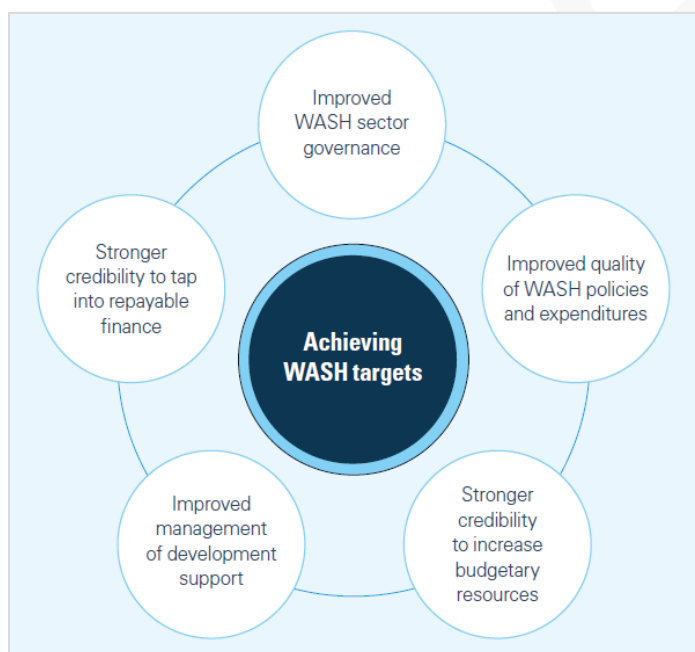 Improved
WASH sector
governance
Stronger
credibility to tap
into repayable
finance
Improved quality
of WASH policies
and expenditures
Achieving
WASH targets
Improved
management
of development
support
Stronger
credibility
to increase
budgetary
resources